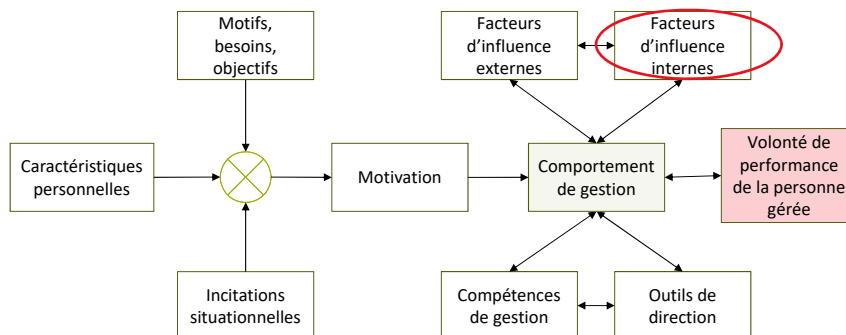 Motifs,
besoins,
objectifs
Facteurs
d’influence
externes
Facteurs
d’influence
internes
Caractéristiques
personnelles
Motivation
Comportement
de gestion
Volonté de
performance
de la personne
gérée
Incitations
situationnelles
Compétences
de gestion
Outils de
direction